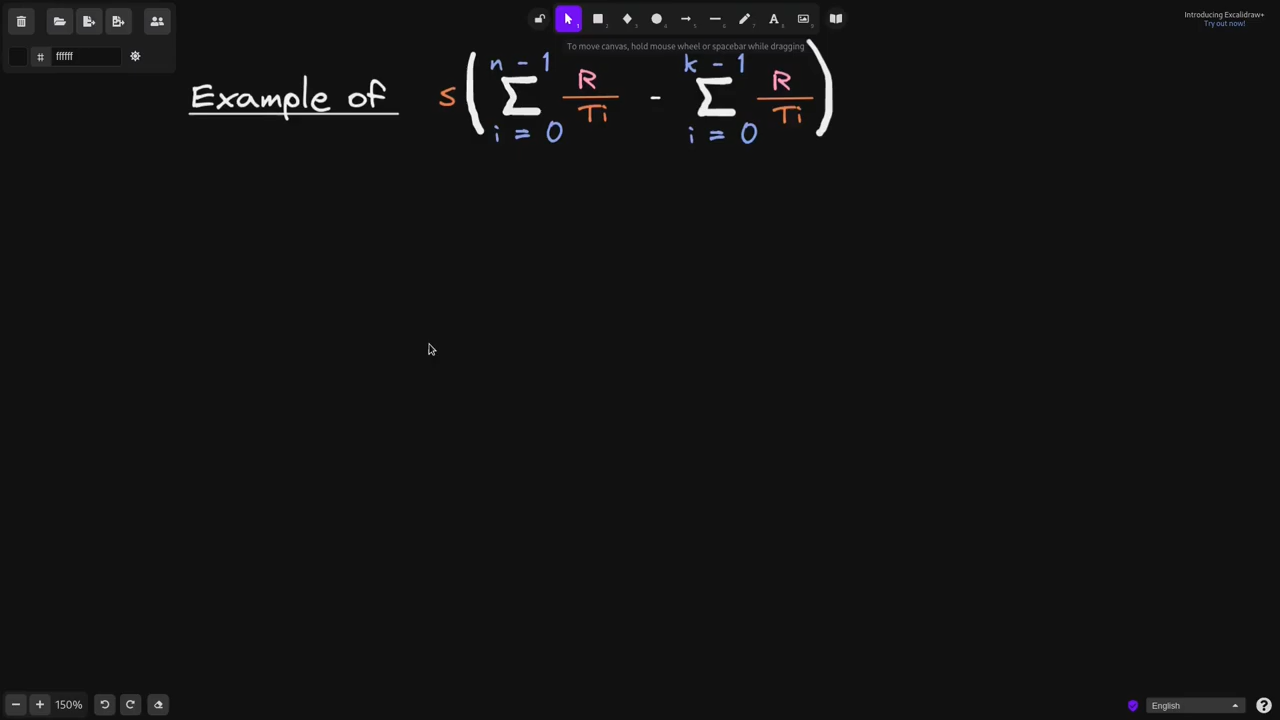 ffffff
Introducing Excalidraw+
Try out now!
To move canvas, hold mouse wheel or spacebar while dragging
Example of s(∑ n - 1 i = 0 R/Ti - ∑ k - 1 i = 0 R/Ti)
150%
English